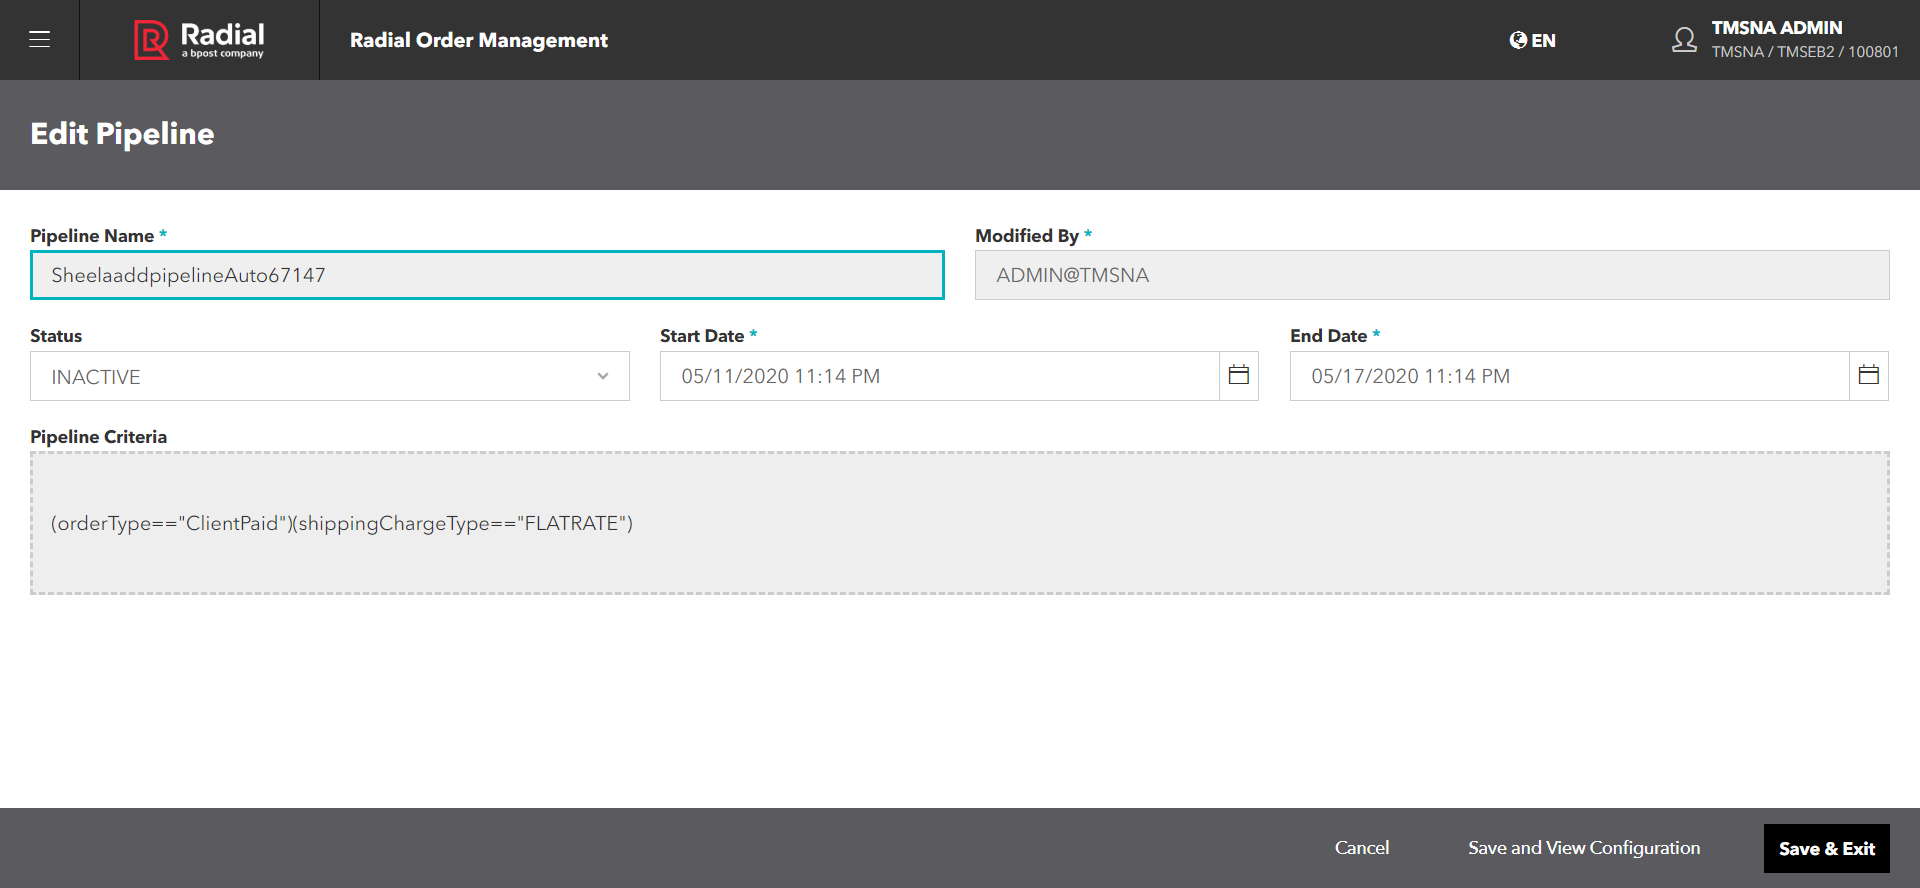 Radial
a bpost company
Radial Order Management
EN
TMSNA ADMIN
TMSNA / TMSEB2 / 100801
Edit Pipeline
Pipeline Name *
Modified By *
SheelaaddpipelineAuto67147
ADMIN@TMSNA
Status
Start Date *
End Date *
INACTIVE
05/11/2020 11:14 PM
05/17/2020 11:14 PM
Pipeline Criteria
(orderType=="ClientPaid")(shippingChargeType=="FLATRATE")
Cancel
Save and View Configuration
Save & Exit